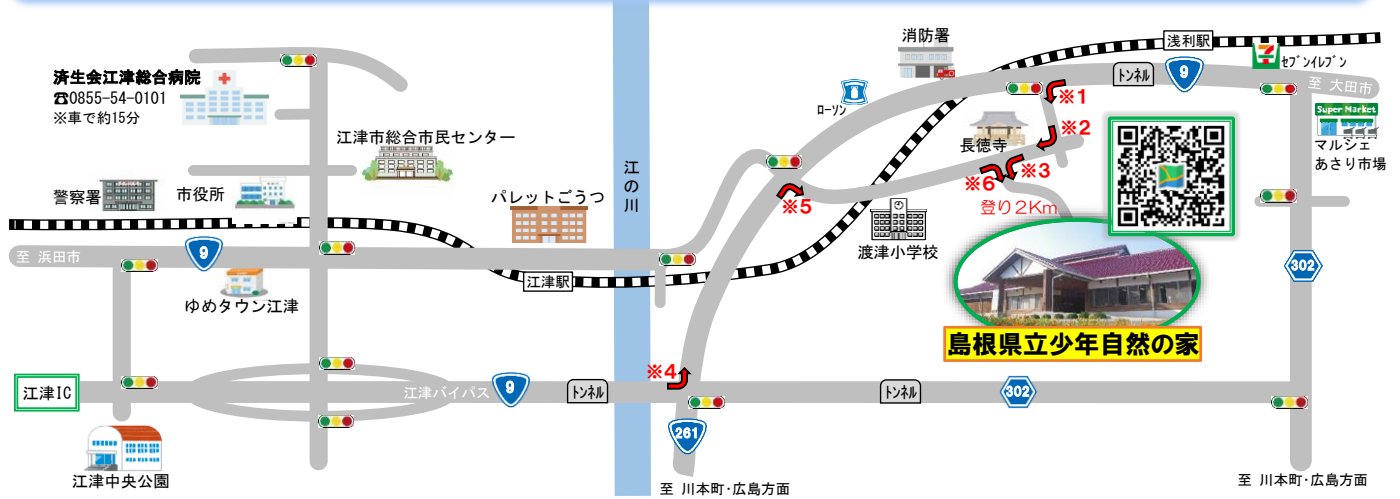 済生会江津総合病院
☎0855-54-0101
※車で約15分
江津市総合市民センター
警察署
市役所
パレットごうつ
至 浜田市
9
ゆめタウン江津
江津駅
江の川
江津IC
江津バイパス
9
トンネル
江津中央公園
※4
261
至 川本町・広島方面
消防署
ローソン
浅利駅
セブンイレブン
トンネル
9
至 大田市
Super Market
マルシェ
あさり市場
※1
※2
長徳寺
※3
※6
※5
登り2Km
渡津小学校
島根県立少年自然の家
302
トンネル
302
至 川本町・広島方面